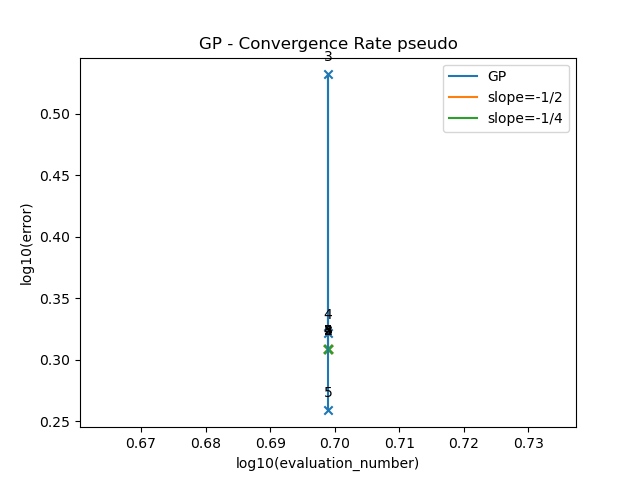 GP - Convergence Rate pseudo
3
GP
slope=-1/2
slope=-1/4
0.50
0.45
0.40
0.35
4
0.30
5
0.25
log10(error)
0.67 0.68 0.69 0.70 0.71 0.72 0.73
log10(evaluation_number)